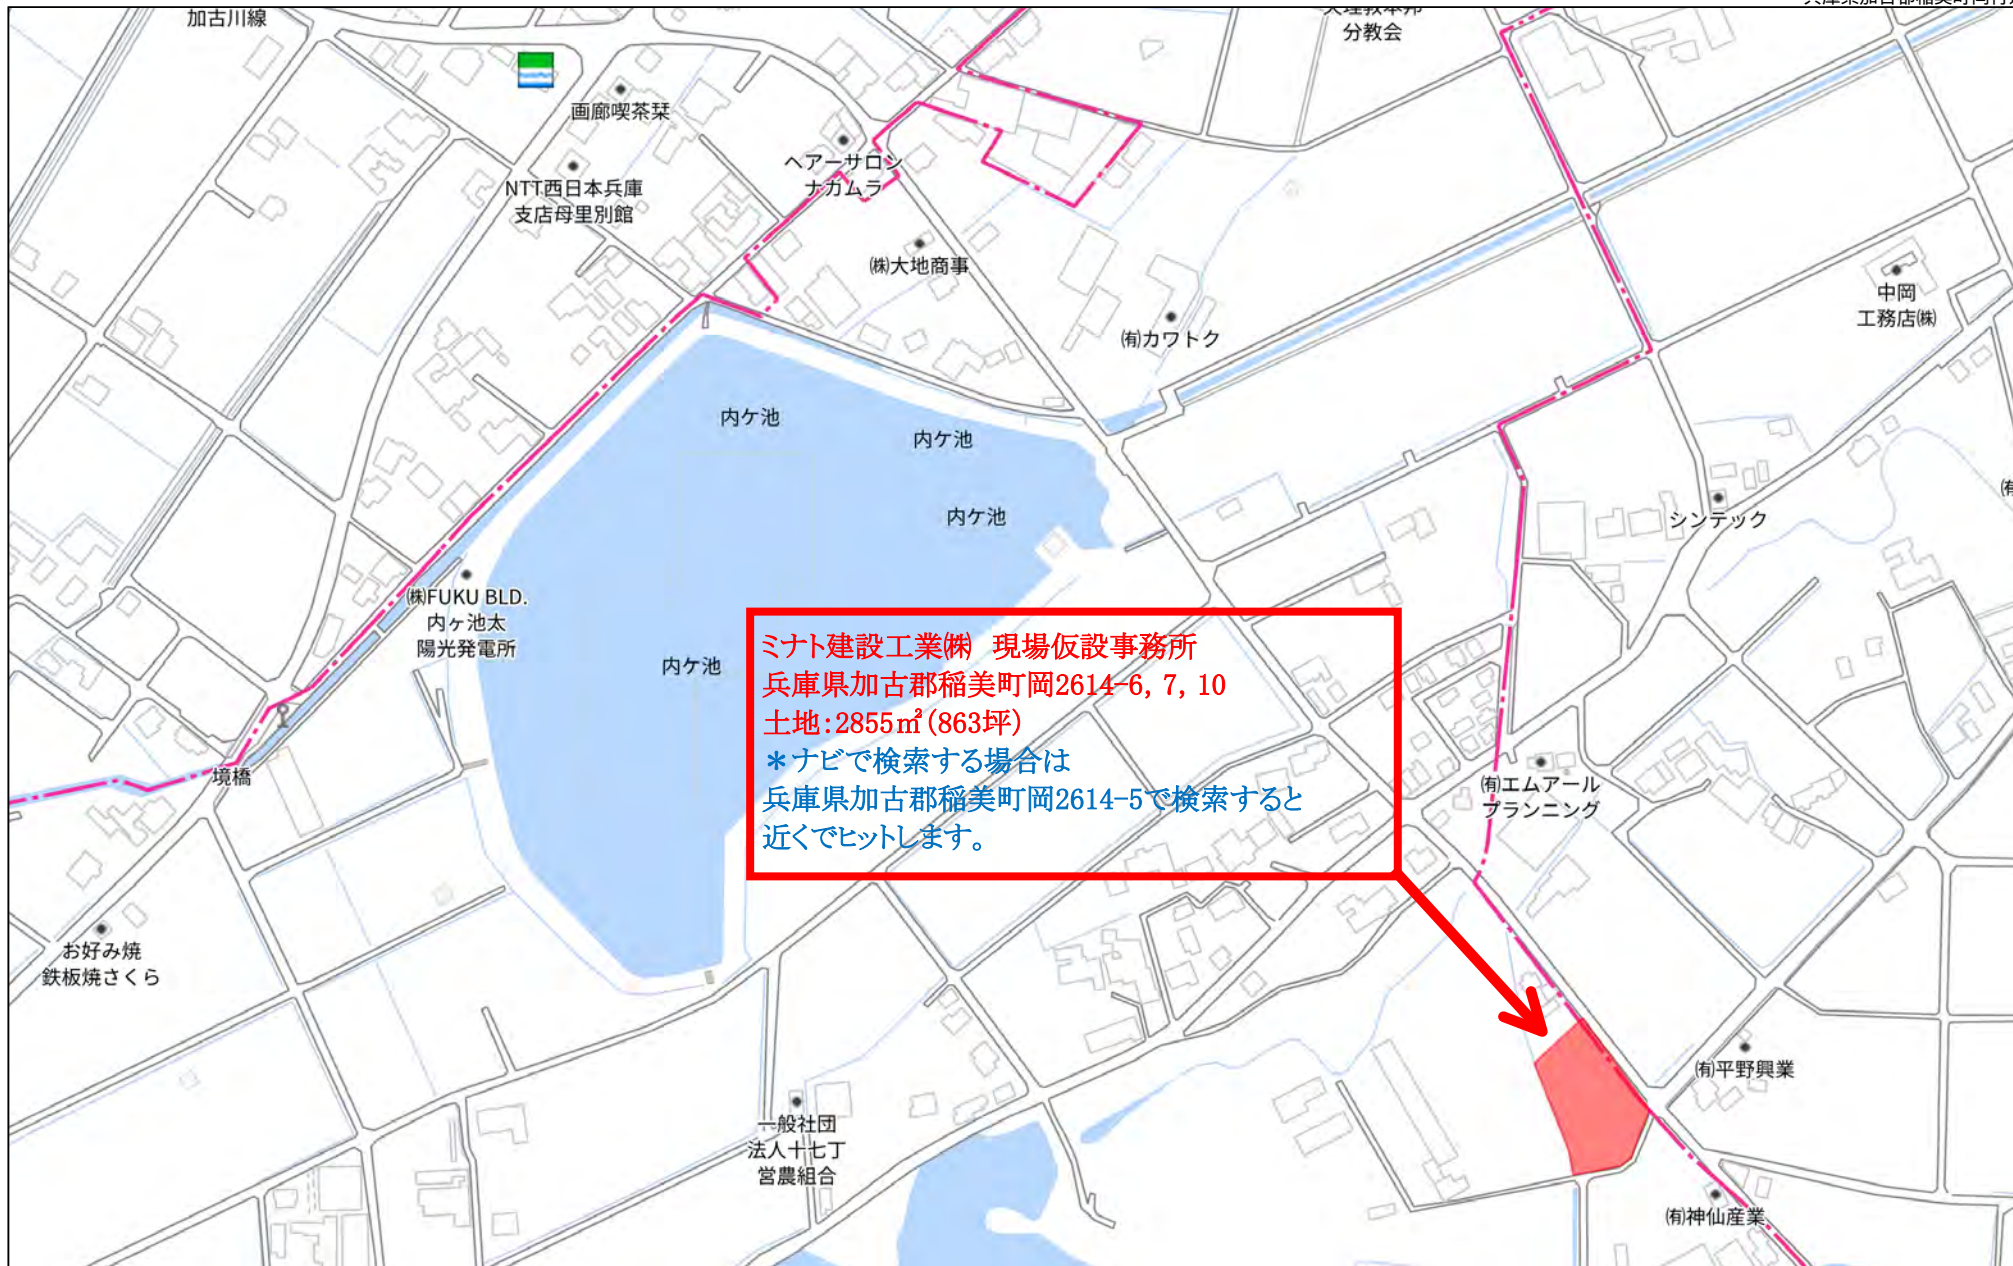 加古川線
分教会
画廊喫茶栞
ヘアーサロン
ナカムラ
NTT西日本兵庫
支店母里別館
㈱大地商事
㈲カワトク
中岡
工務店㈱
内ケ池
内ケ池
内ケ池
シンテック
㈱FUKU BLD.
内ヶ池太
陽光発電所
内ケ池
ミナト建設工業㈱ 現場仮設事務所
兵庫県加古郡稲美町岡2614-6, 7, 10
土地:2855㎡(863坪)
＊ナビで検索する場合は
兵庫県加古郡稲美町岡2614-5で検索すると
近くでヒットします。
境橋
㈲エムアール
プランニング
お好み焼
鉄板焼さくら
㈲平野興業
一般社団
法人十七丁
営農組合
㈲神仙産業